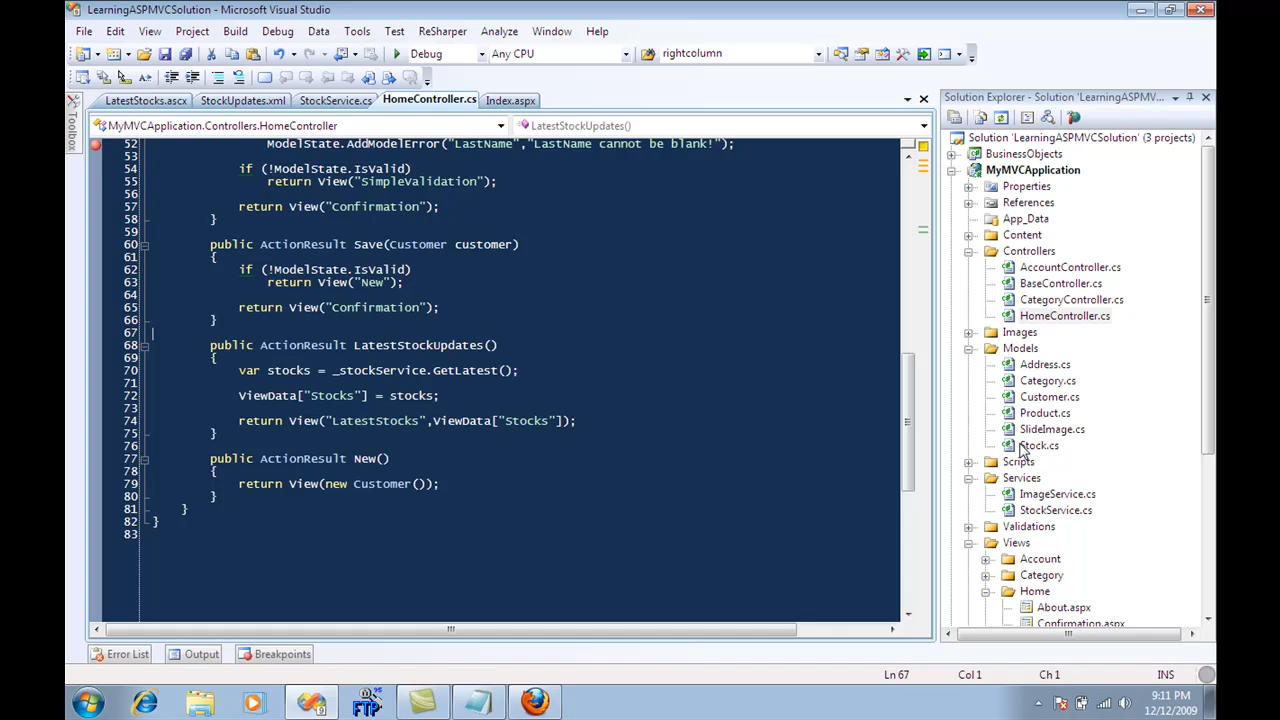 LearningASPMVCSolution - Microsoft Visual Studio
File Edit View Project Build Debug Data Tools Test ReSharper Analyze Window Help
Debug Any CPU rightcolumn
LatestStocks.ascx StockUpdates.xml StockService.cs HomeController.cs Index.aspx
MyMVCApplication.Controllers.HomeController LatestStockUpdates()
52 ModelState.AddModelError("LastName","LastName cannot be blank!");
53
54 if (!ModelState.IsValid)
55 return View("SimpleValidation");
56
57 return View("Confirmation");
58 }
59
60 public ActionResult Save(Customer customer)
61 {
62 if (!ModelState.IsValid)
63 return View("New");
64
65 return View("Confirmation");
66 }
67
68 public ActionResult LatestStockUpdates()
69 {
70 var stocks = _stockService.GetLatest();
71
72 ViewData["Stocks"] = stocks;
73
74 return View("LatestStocks",ViewData["Stocks"]);
75 }
76
77 public ActionResult New()
78 {
79 return View(new Customer());
80 }
81 }
82 }
83
Toolbox
Solution Explorer - Solution 'LearningASPMV...
Solution 'LearningASPMVCSolution' (3 projects)
BusinessObjects
MyMVCApplication
Properties
References
App_Data
Content
Controllers
AccountController.cs
BaseController.cs
CategoryController.cs
HomeController.cs
Images
Models
Address.cs
Category.cs
Customer.cs
Product.cs
SlideImage.cs
Stock.cs
Scripts
Services
ImageService.cs
StockService.cs
Validations
Views
Account
Category
Home
About.aspx
Confirmation.aspx
Error List Output Breakpoints
Ln 67 Col 1 Ch 1 INS
FTP
9:11 PM
12/12/2009